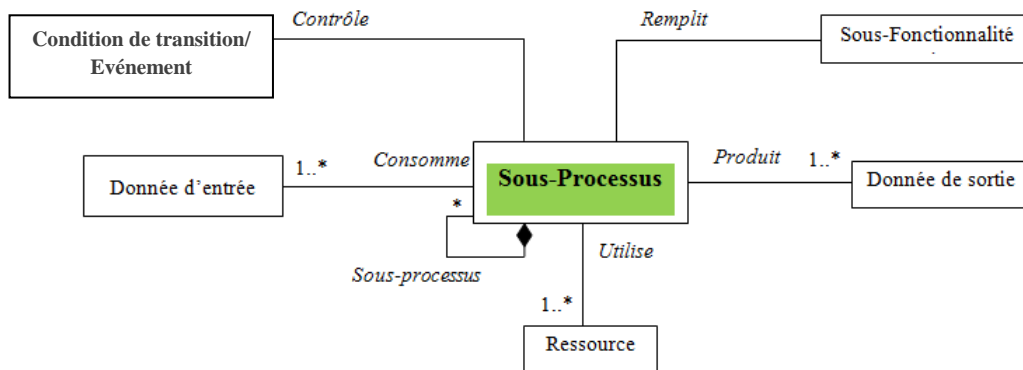 Contrôle
Remplit
Condition de transition/
Evénement
Sous-Fonctionnalité
Consomme
1..*
Donnée d'entrée
Sous-Processus
Produit
1..*
Donnée de sortie
*
Sous-processus
Utilise
1..*
Ressource